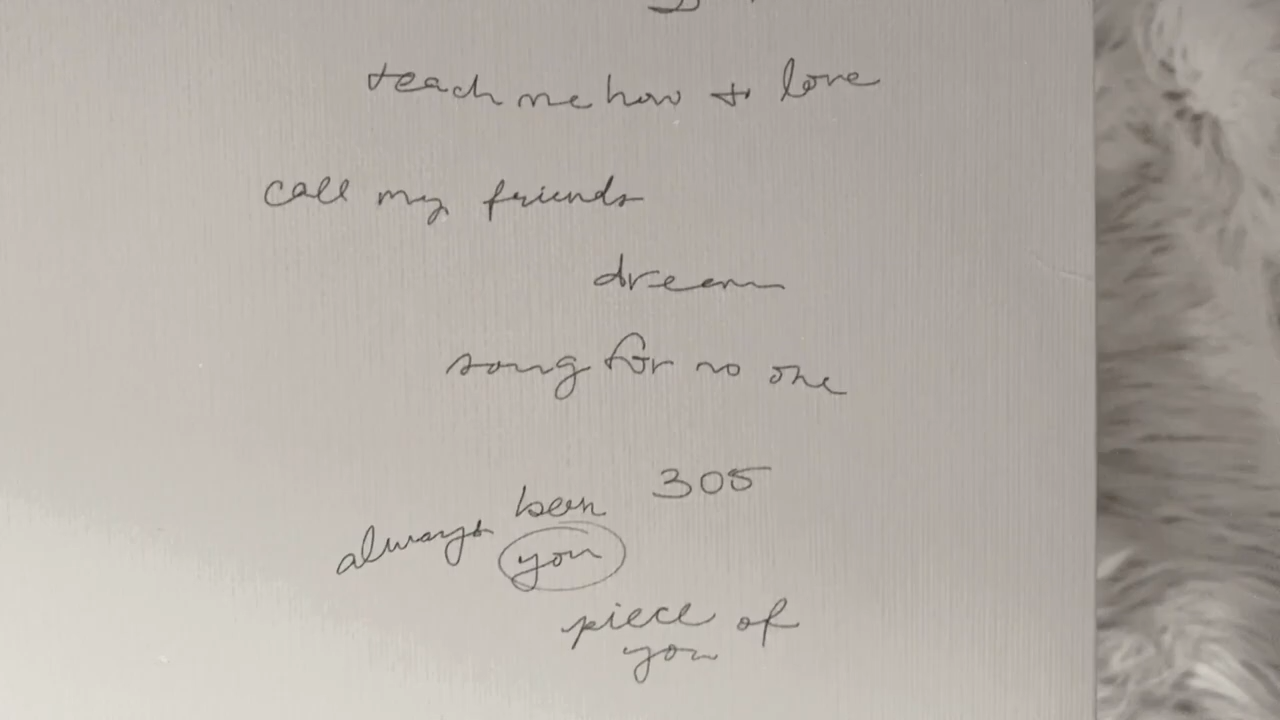 teach me how to love
call my friends
dream
song for no one
305
always been
you
piece of
you